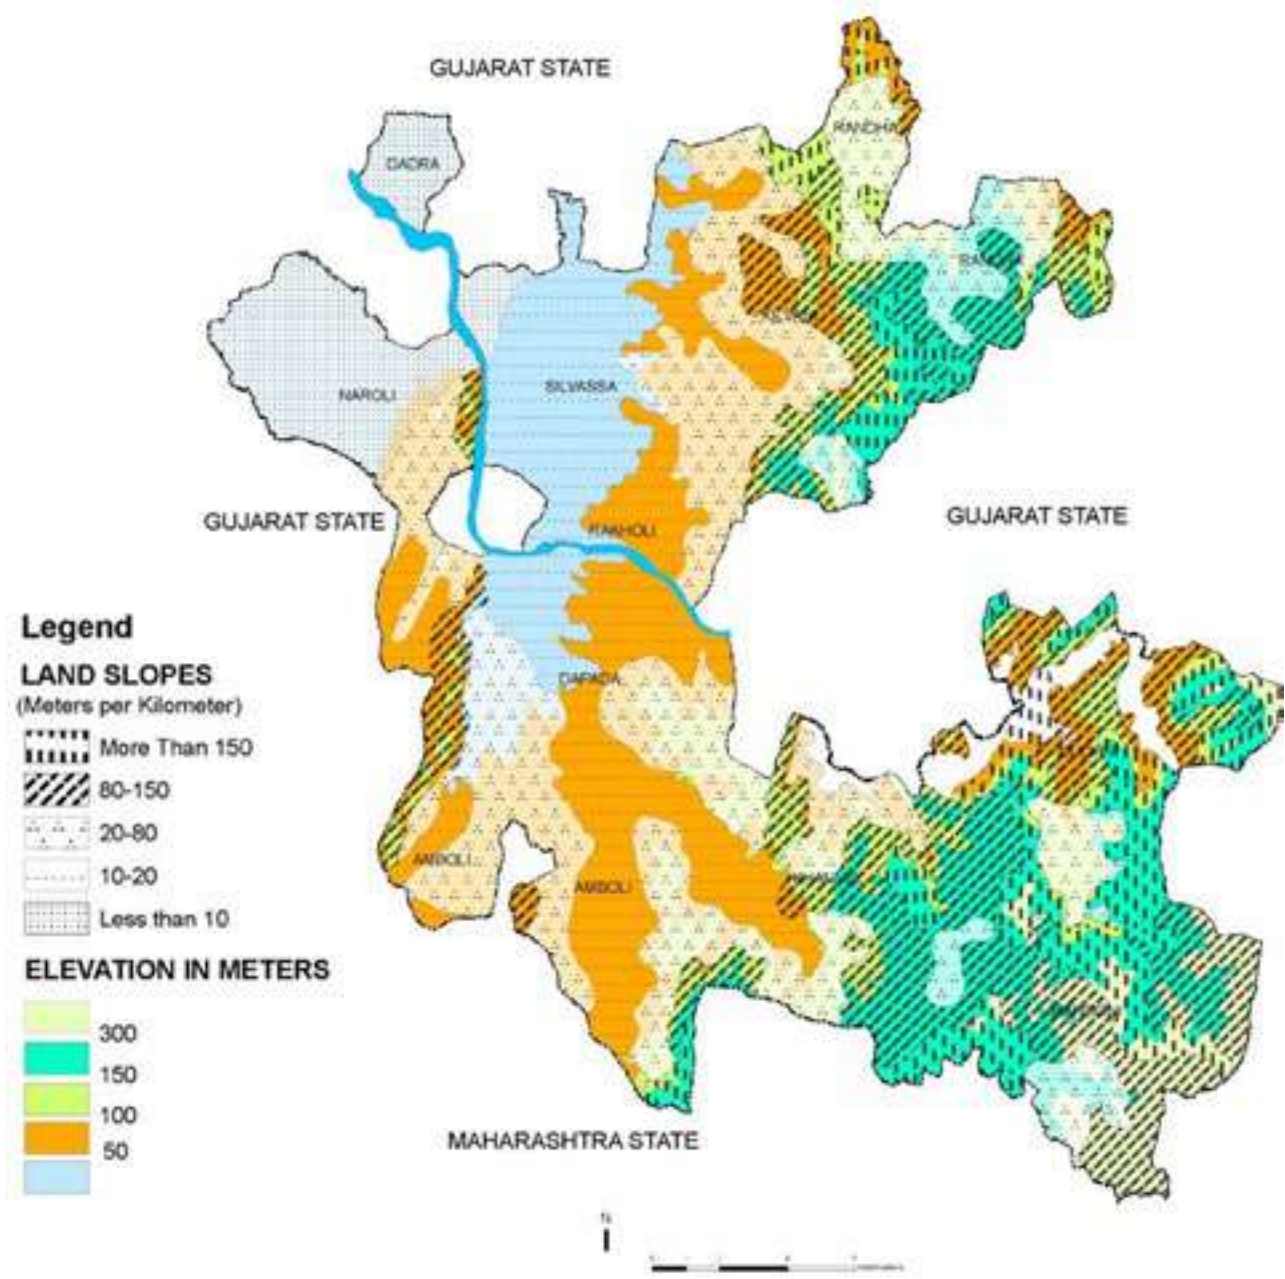 GUJARAT STATE
RANDHA
DADRA
SILVASSA
NAROLI
GUJARAT STATE
GUJARAT STATE
DAPADA
AMBOLI
AMBOLI
Legend
LAND SLOPES
(Meters per Kilometer)
More Than 150
80-150
20-80
10-20
Less than 10
ELEVATION IN METERS
300
150
100
50
MAHARASHTRA STATE
N